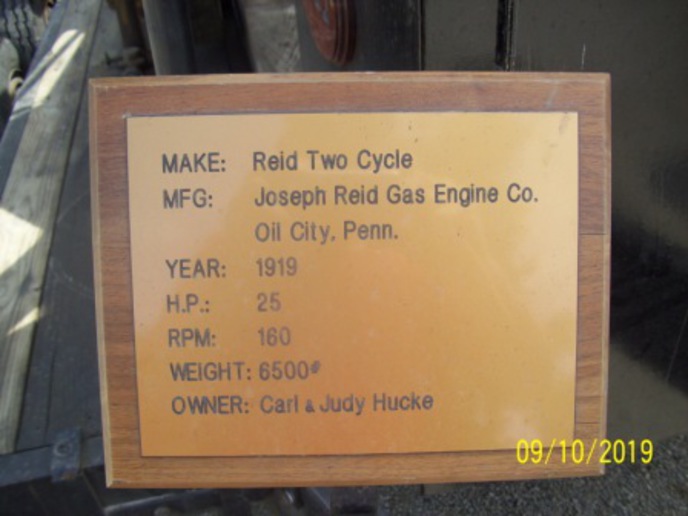 MAKE: Reid Two Cycle
MFG: Joseph Reid Gas Engine Co.
Oil City, Penn.
YEAR: 1919
H.P.: 25
RPM: 160
WEIGHT: 6500#
OWNER: Carl & Judy Hucke
09/10/2019